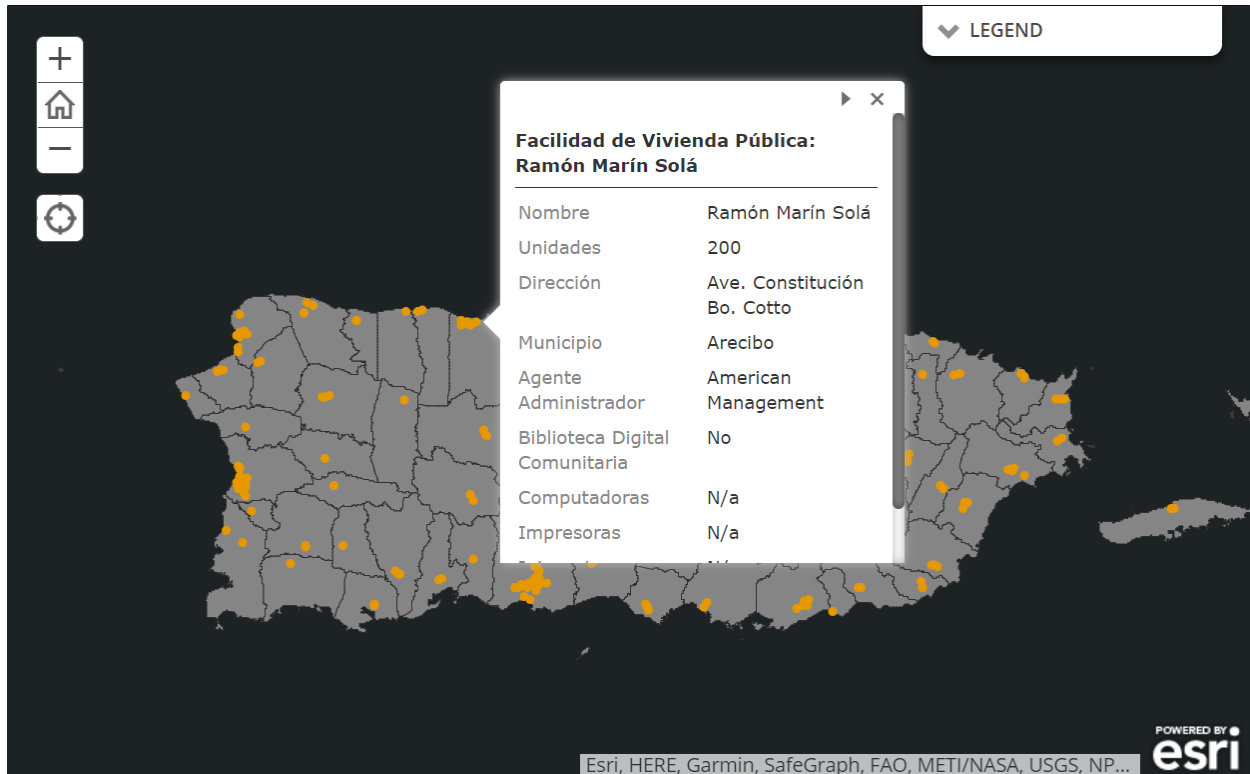 LEGEND
Facilidad de Vivienda Pública:
Ramón Marín Solá
Nombre Ramón Marín Solá
Unidades 200
Dirección Ave. Constitución
Bo. Cotto
Municipio Arecibo
Agente American
Administrador Management
Biblioteca Digital No
Comunitaria
Computadoras N/a
Impresoras N/a
Esri, HERE, Garmin, SafeGraph, FAO, METI/NASA, USGS, NP...
POWERED BY
esri